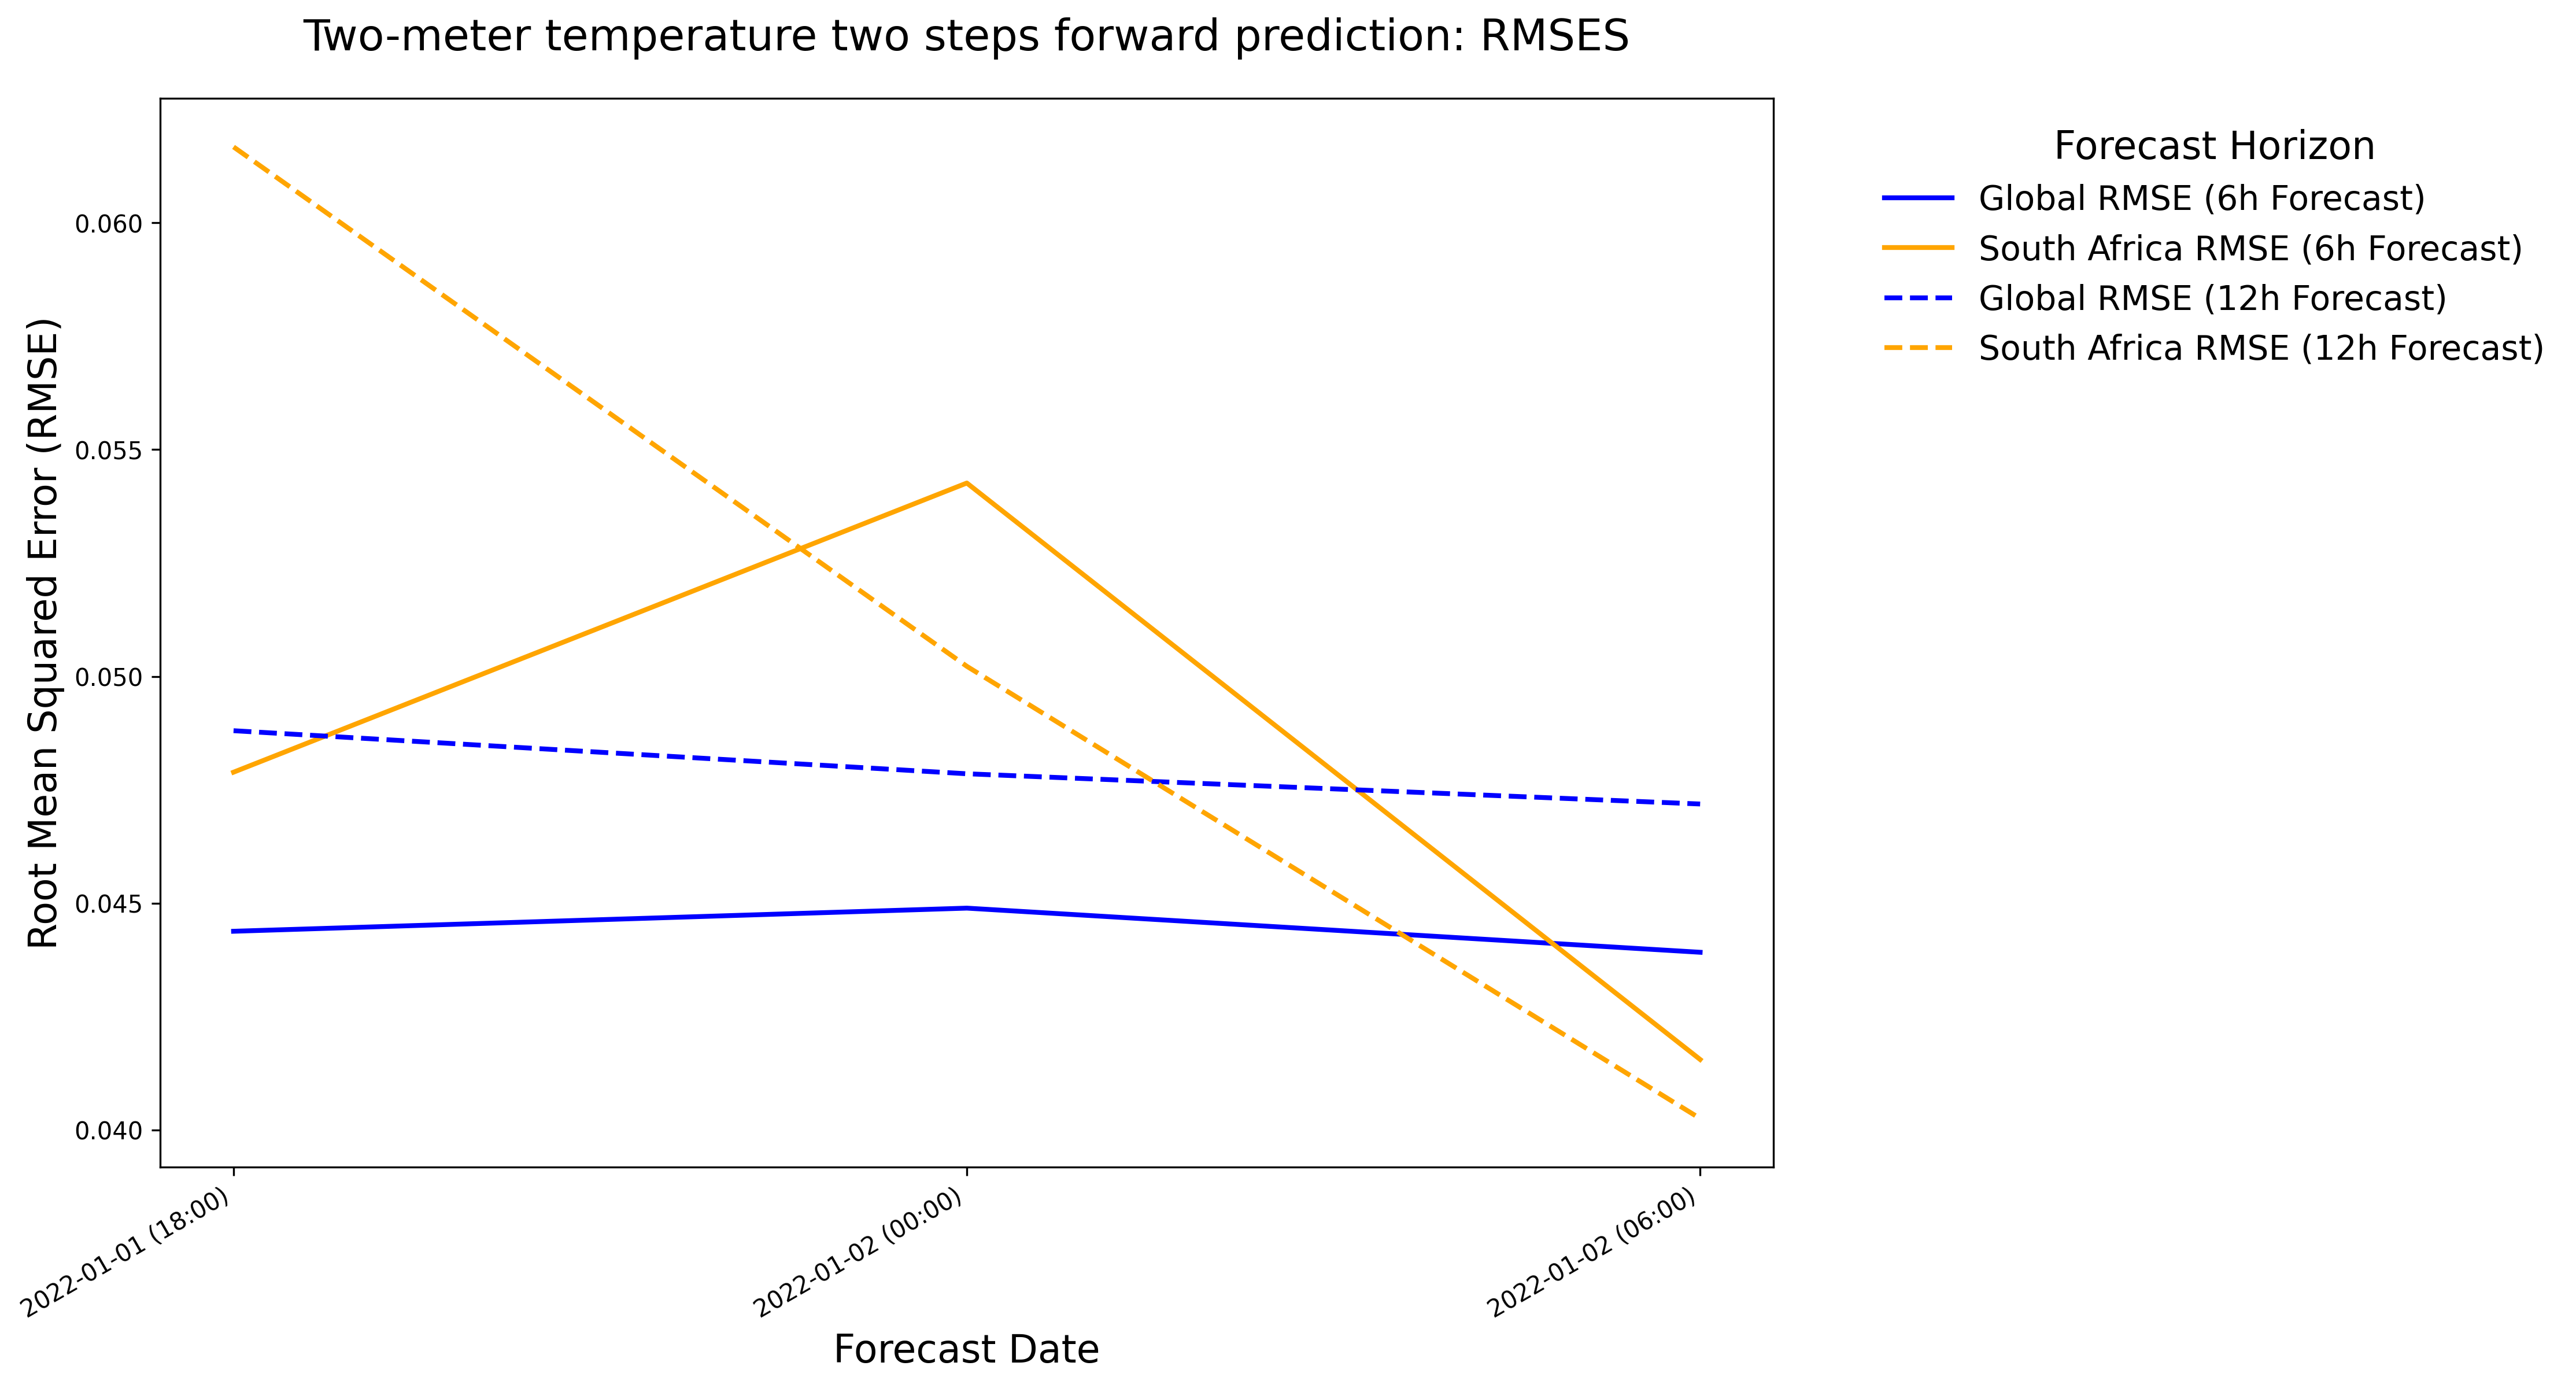 Two-meter temperature two steps forward prediction: RMSES
Root Mean Squared Error (RMSE)
0.060
0.055
0.050
0.045
0.040
2022-01-01 (18:00)
2022-01-02 (00:00)
2022-01-02 (06:00)
Forecast Date
Forecast Horizon
Global RMSE (6h Forecast)
South Africa RMSE (6h Forecast)
Global RMSE (12h Forecast)
South Africa RMSE (12h Forecast)